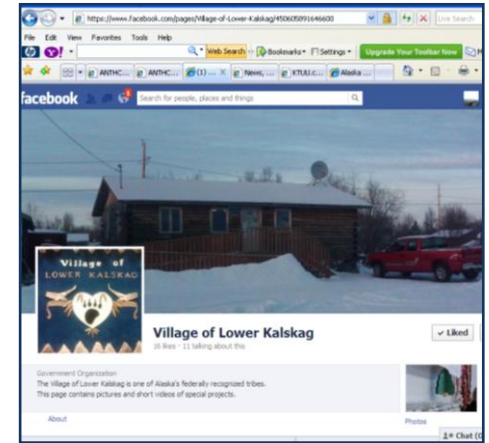 https://www.facebook.com/pages/Village-of-Lower-Kalskag/450605091646600
Live Search
File Edit View Favorites Tools Help
Web Search Bookmarks Settings Upgrade Your Toolbar Now
ANTHC... ANTHC... (1) ... News, ... KTUU.c... Alaska ...
facebook
Search for people, places and things
Village of
LOWER KALSKAG
Village of Lower Kalskag
16 likes · 11 talking about this
Liked
Government Organization
The Village of Lower Kalskag is one of Alaska's federally recognized tribes.
This page contains pictures and short videos of special projects.
About
Photos
Chat (0